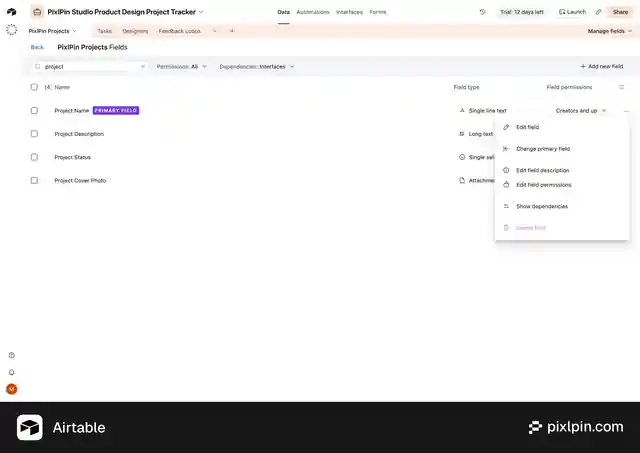 PixlPin Studio Product Design Project Tracker
Data Automations Interfaces Forms
Trial: 12 days left Launch Share
PixlPin Projects Tasks Designers Feedback Loops +
Manage fields
Back PixlPin Projects Fields
project × Permissions: All Dependencies: Interfaces + Add new field
(4) Name Field type Field permissions
Project Name PRIMARY FIELD Single line text Creators and up ...
Project Description Long text
Project Status Single sel
Project Cover Photo Attachme
Edit field
Change primary field
Edit field description
Edit field permissions
Show dependencies
Delete field
M
Airtable pixlpin.com